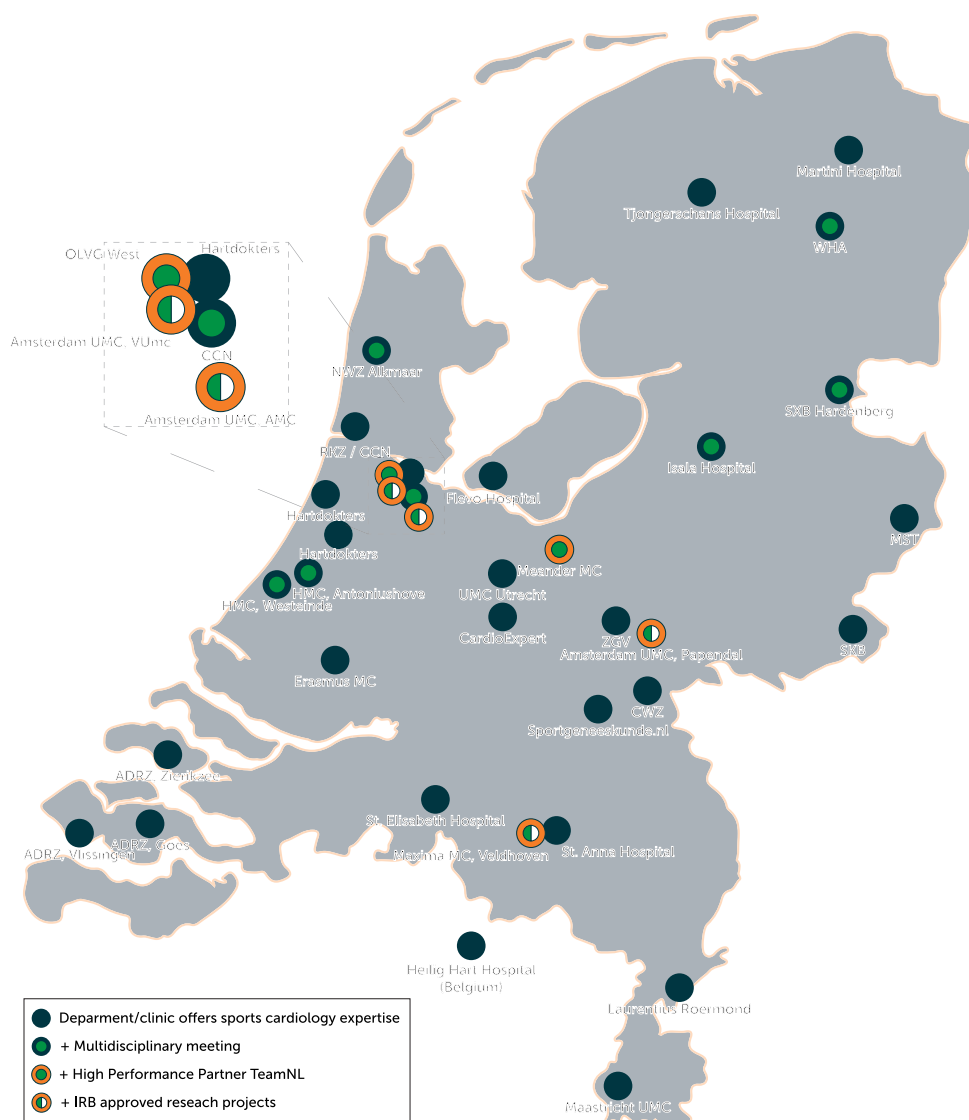 Martini Hospital
Tjongerschans Hospital
WHA
OLVG West
Hartdokters
Amsterdam UMC, VUmc
CCN
Amsterdam UMC, AMC
NWZ Alkmaar
SXB Hardenberg
RKZ / CCN
Isala Hospital
Flevo Hospital
Hartdokters
MST
Hartdokters
Meander MC
HMC, Antoniushove
UMC Utrecht
HMC, Westeinde
CardioExpert
ZGV
SKB
Amsterdam UMC, Papendal
Erasmus MC
CWZ
Sportgeneeskunde.nl
ADRZ, Zierikzee
St. Elisabeth Hospital
ADRZ, Goes
ADRZ, Vlissingen
Maxima MC, Veldhoven
St. Anna Hospital
Heilig Hart Hospital
(Belgium)
Laurentius Roermond
Deparment/clinic offers sports cardiology expertise
+ Multidisciplinary meeting
+ High Performance Partner TeamNL
+ IRB approved reseach projects
Maastricht UMC